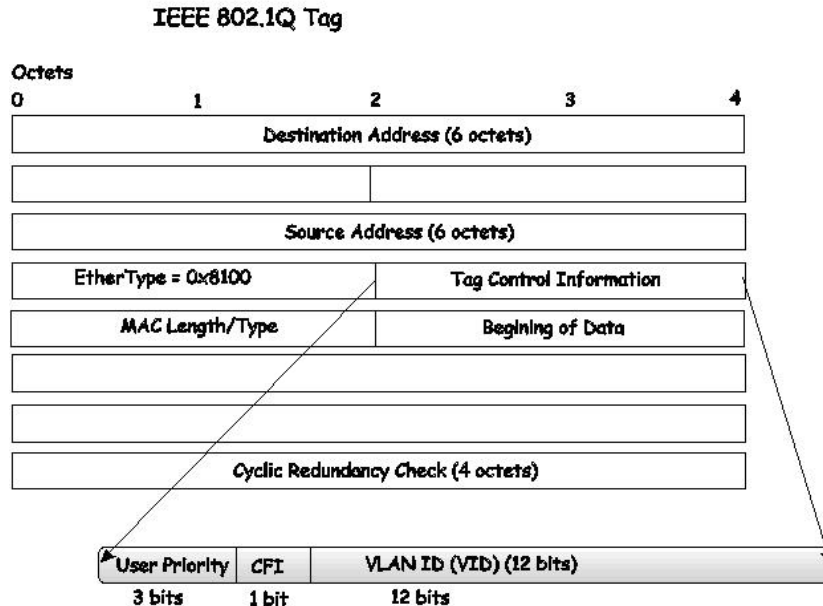 IEEE 802.1Q Tag
Octets
0 1 2 3 4
Destination Address (6 octets)
Source Address (6 octets)
EtherType = 0x8100 Tag Control Information
MAC Length/Type Begining of Data
Cyclic Redundancy Check (4 octets)
User Priority CFI VLAN ID (VID) (12 bits)
3 bits 1 bit 12 bits